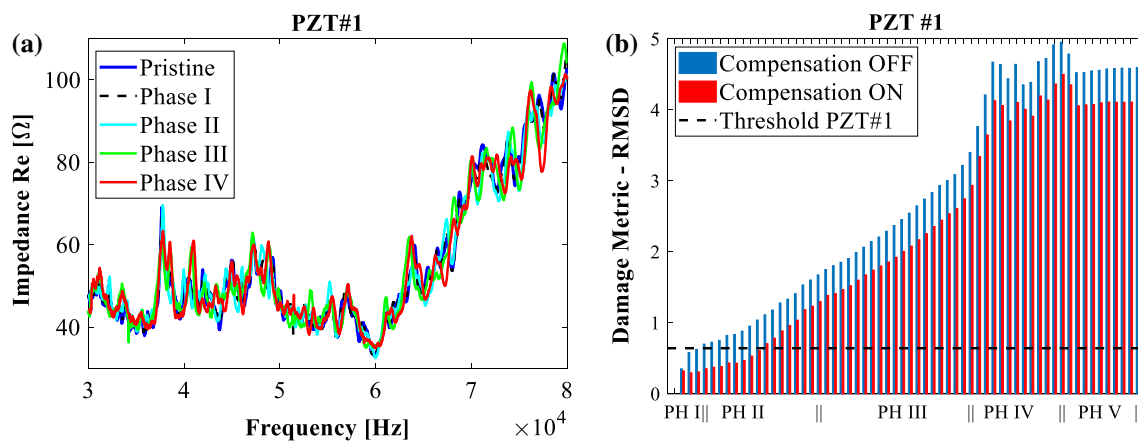 PZT#1
(a)
Impedance Re [Ω]
100
80
60
40
Pristine
Phase I
Phase II
Phase III
Phase IV
3
4
5
6
7
8
Frequency [Hz]
×10⁴
PZT #1
(b)
Damage Metric - RMSD
5
4
3
2
1
0
Compensation OFF
Compensation ON
Threshold PZT#1
PH I || PH II || PH III || PH IV || PH V ||